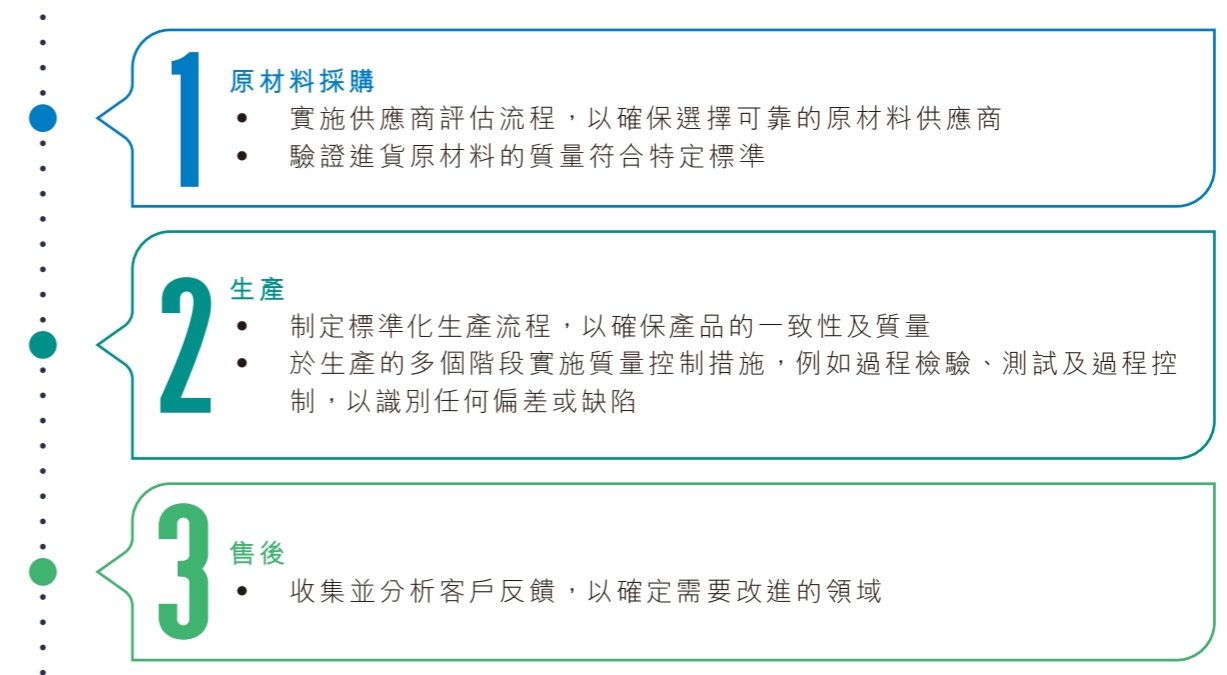 1
原材料採購
• 實施供應商評估流程，以確保選擇可靠的原材料供應商
• 驗證進貨原材料的質量符合特定標準
2
生產
• 制定標準化生產流程，以確保產品的一致性及質量
• 於生產的多個階段實施質量控制措施，例如過程檢驗、測試及過程控
制，以識別任何偏差或缺陷
3
售後
• 收集並分析客戶反饋，以確定需要改進的領域